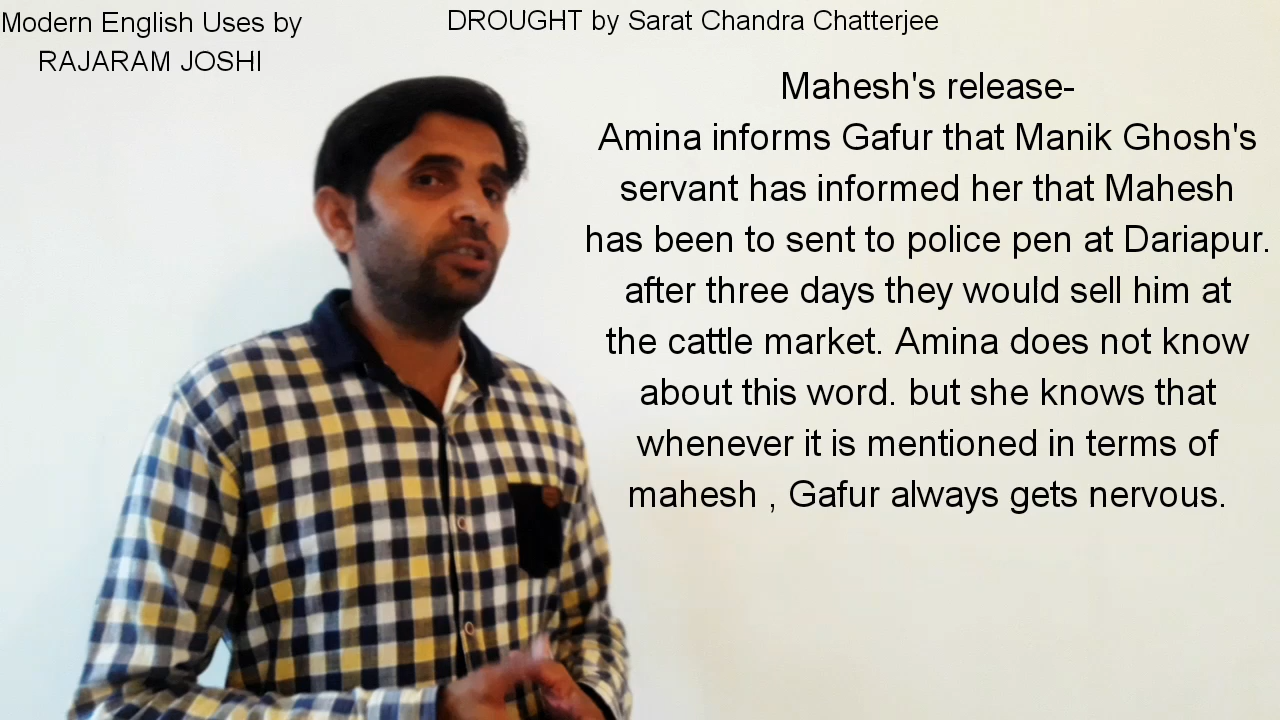 Modern English Uses by
RAJARAM JOSHI
DROUGHT by Sarat Chandra Chatterjee
Mahesh's release-
Amina informs Gafur that Manik Ghosh's
servant has informed her that Mahesh
has been to sent to police pen at Dariapur.
after three days they would sell him at
the cattle market. Amina does not know
about this word. but she knows that
whenever it is mentioned in terms of
mahesh , Gafur always gets nervous.